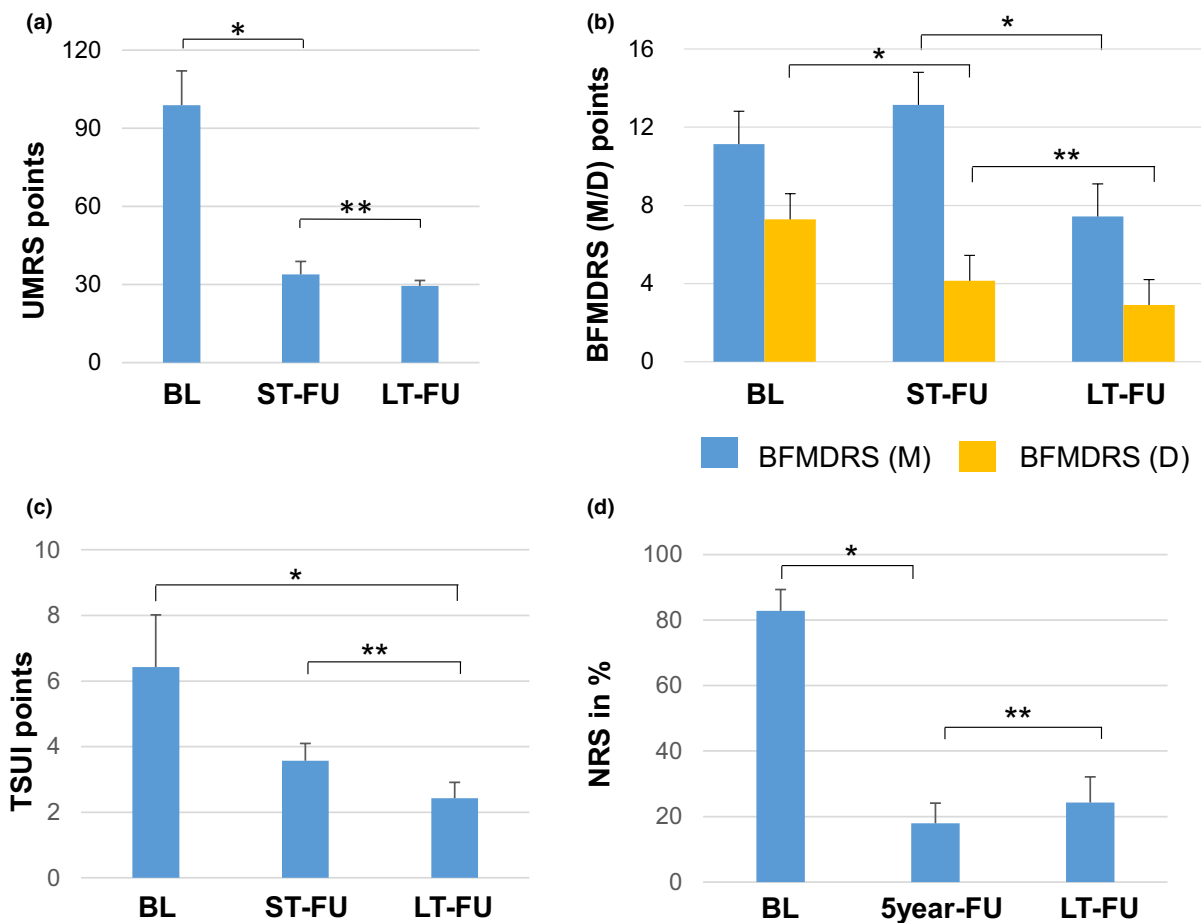 (a)
*
120
90
60
30
0
UMRS points
**
BL ST-FU LT-FU
(b)
*
*
16
12
8
4
0
BFMDRS (M/D) points
**
BL ST-FU LT-FU
BFMDRS (M) BFMDRS (D)
(c)
10
8
6
4
2
0
TSUI points
*
**
BL ST-FU LT-FU
(d)
100
80
60
40
20
0
NRS in %
*
**
BL 5year-FU LT-FU